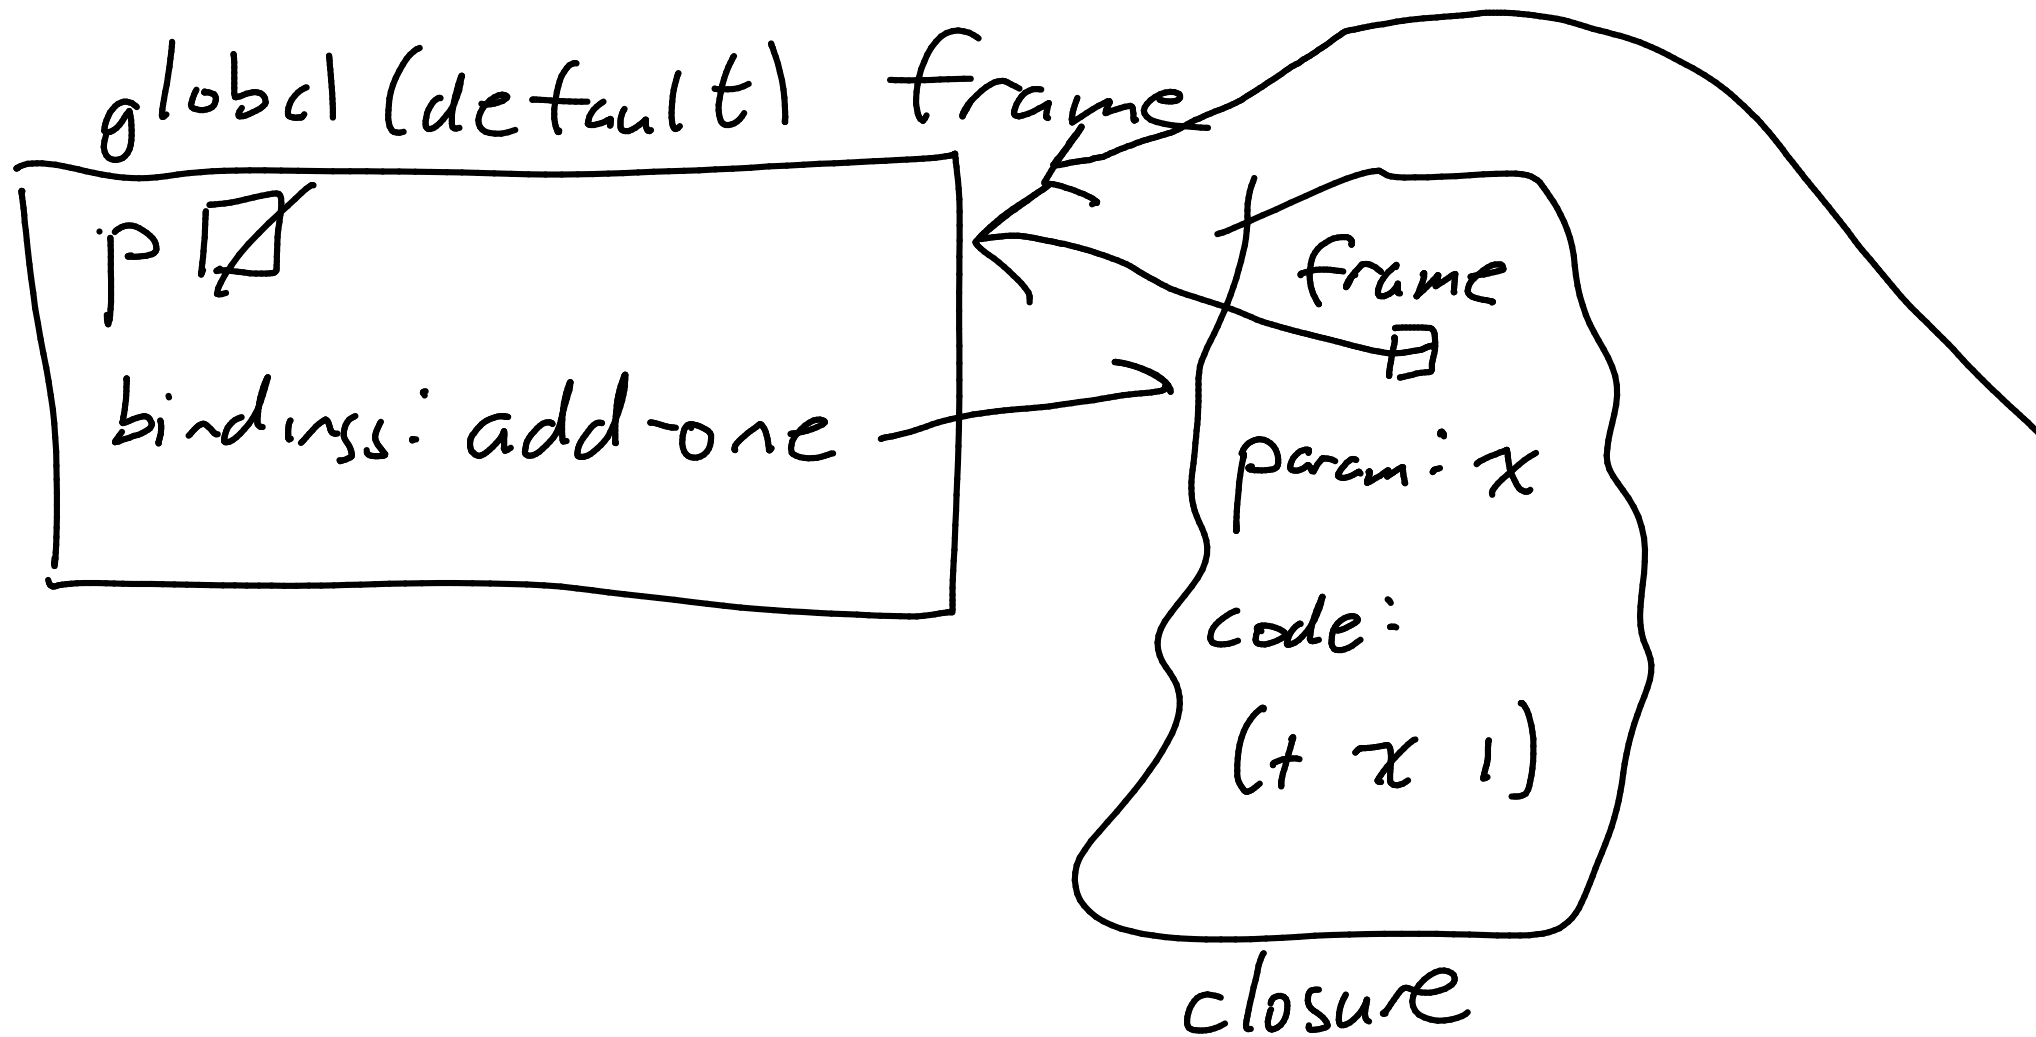 global (default) frame
p
bindings: add-one
frame
param: x
code:
(+ x 1)
closure